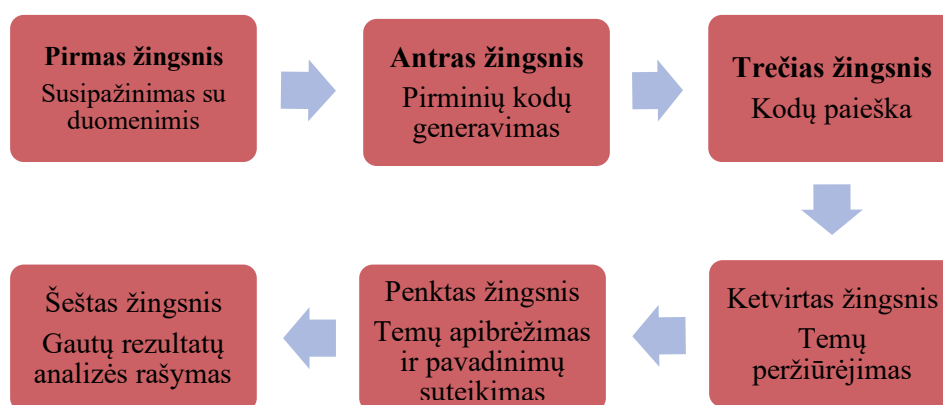 Pirmas žingsnis
Susipažinimas su
duomenimis
Antras žingsnis
Pirminių kodų
generavimas
Trečias žingsnis
Kodų paieška
Ketvirtas žingsnis
Temų
peržiūrėjimas
Penktas žingsnis
Temų apibrėžimas
ir pavadinimų
suteikimas
Šeštas žingsnis
Gautų rezultatų
analizės rašymas